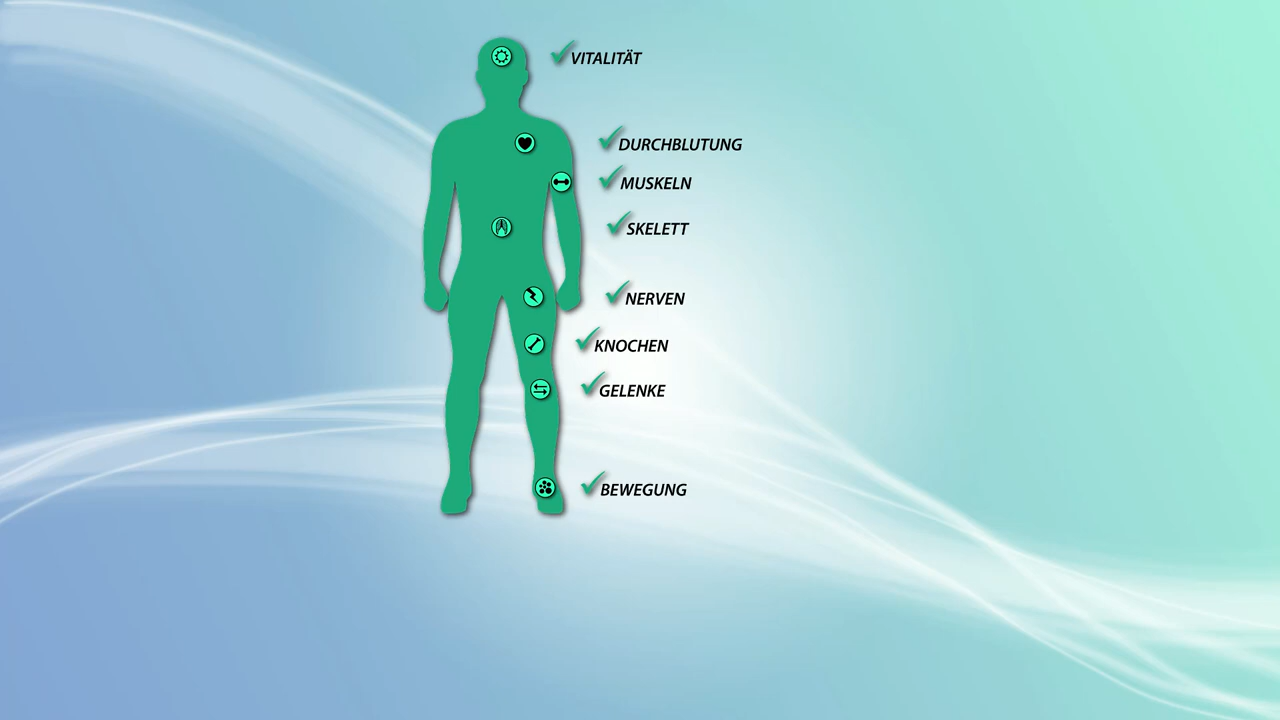 VITALITÄT
DURCHBLUTUNG
MUSKELN
SKELETT
NERVEN
KNOCHEN
GELENKE
BEWEGUNG